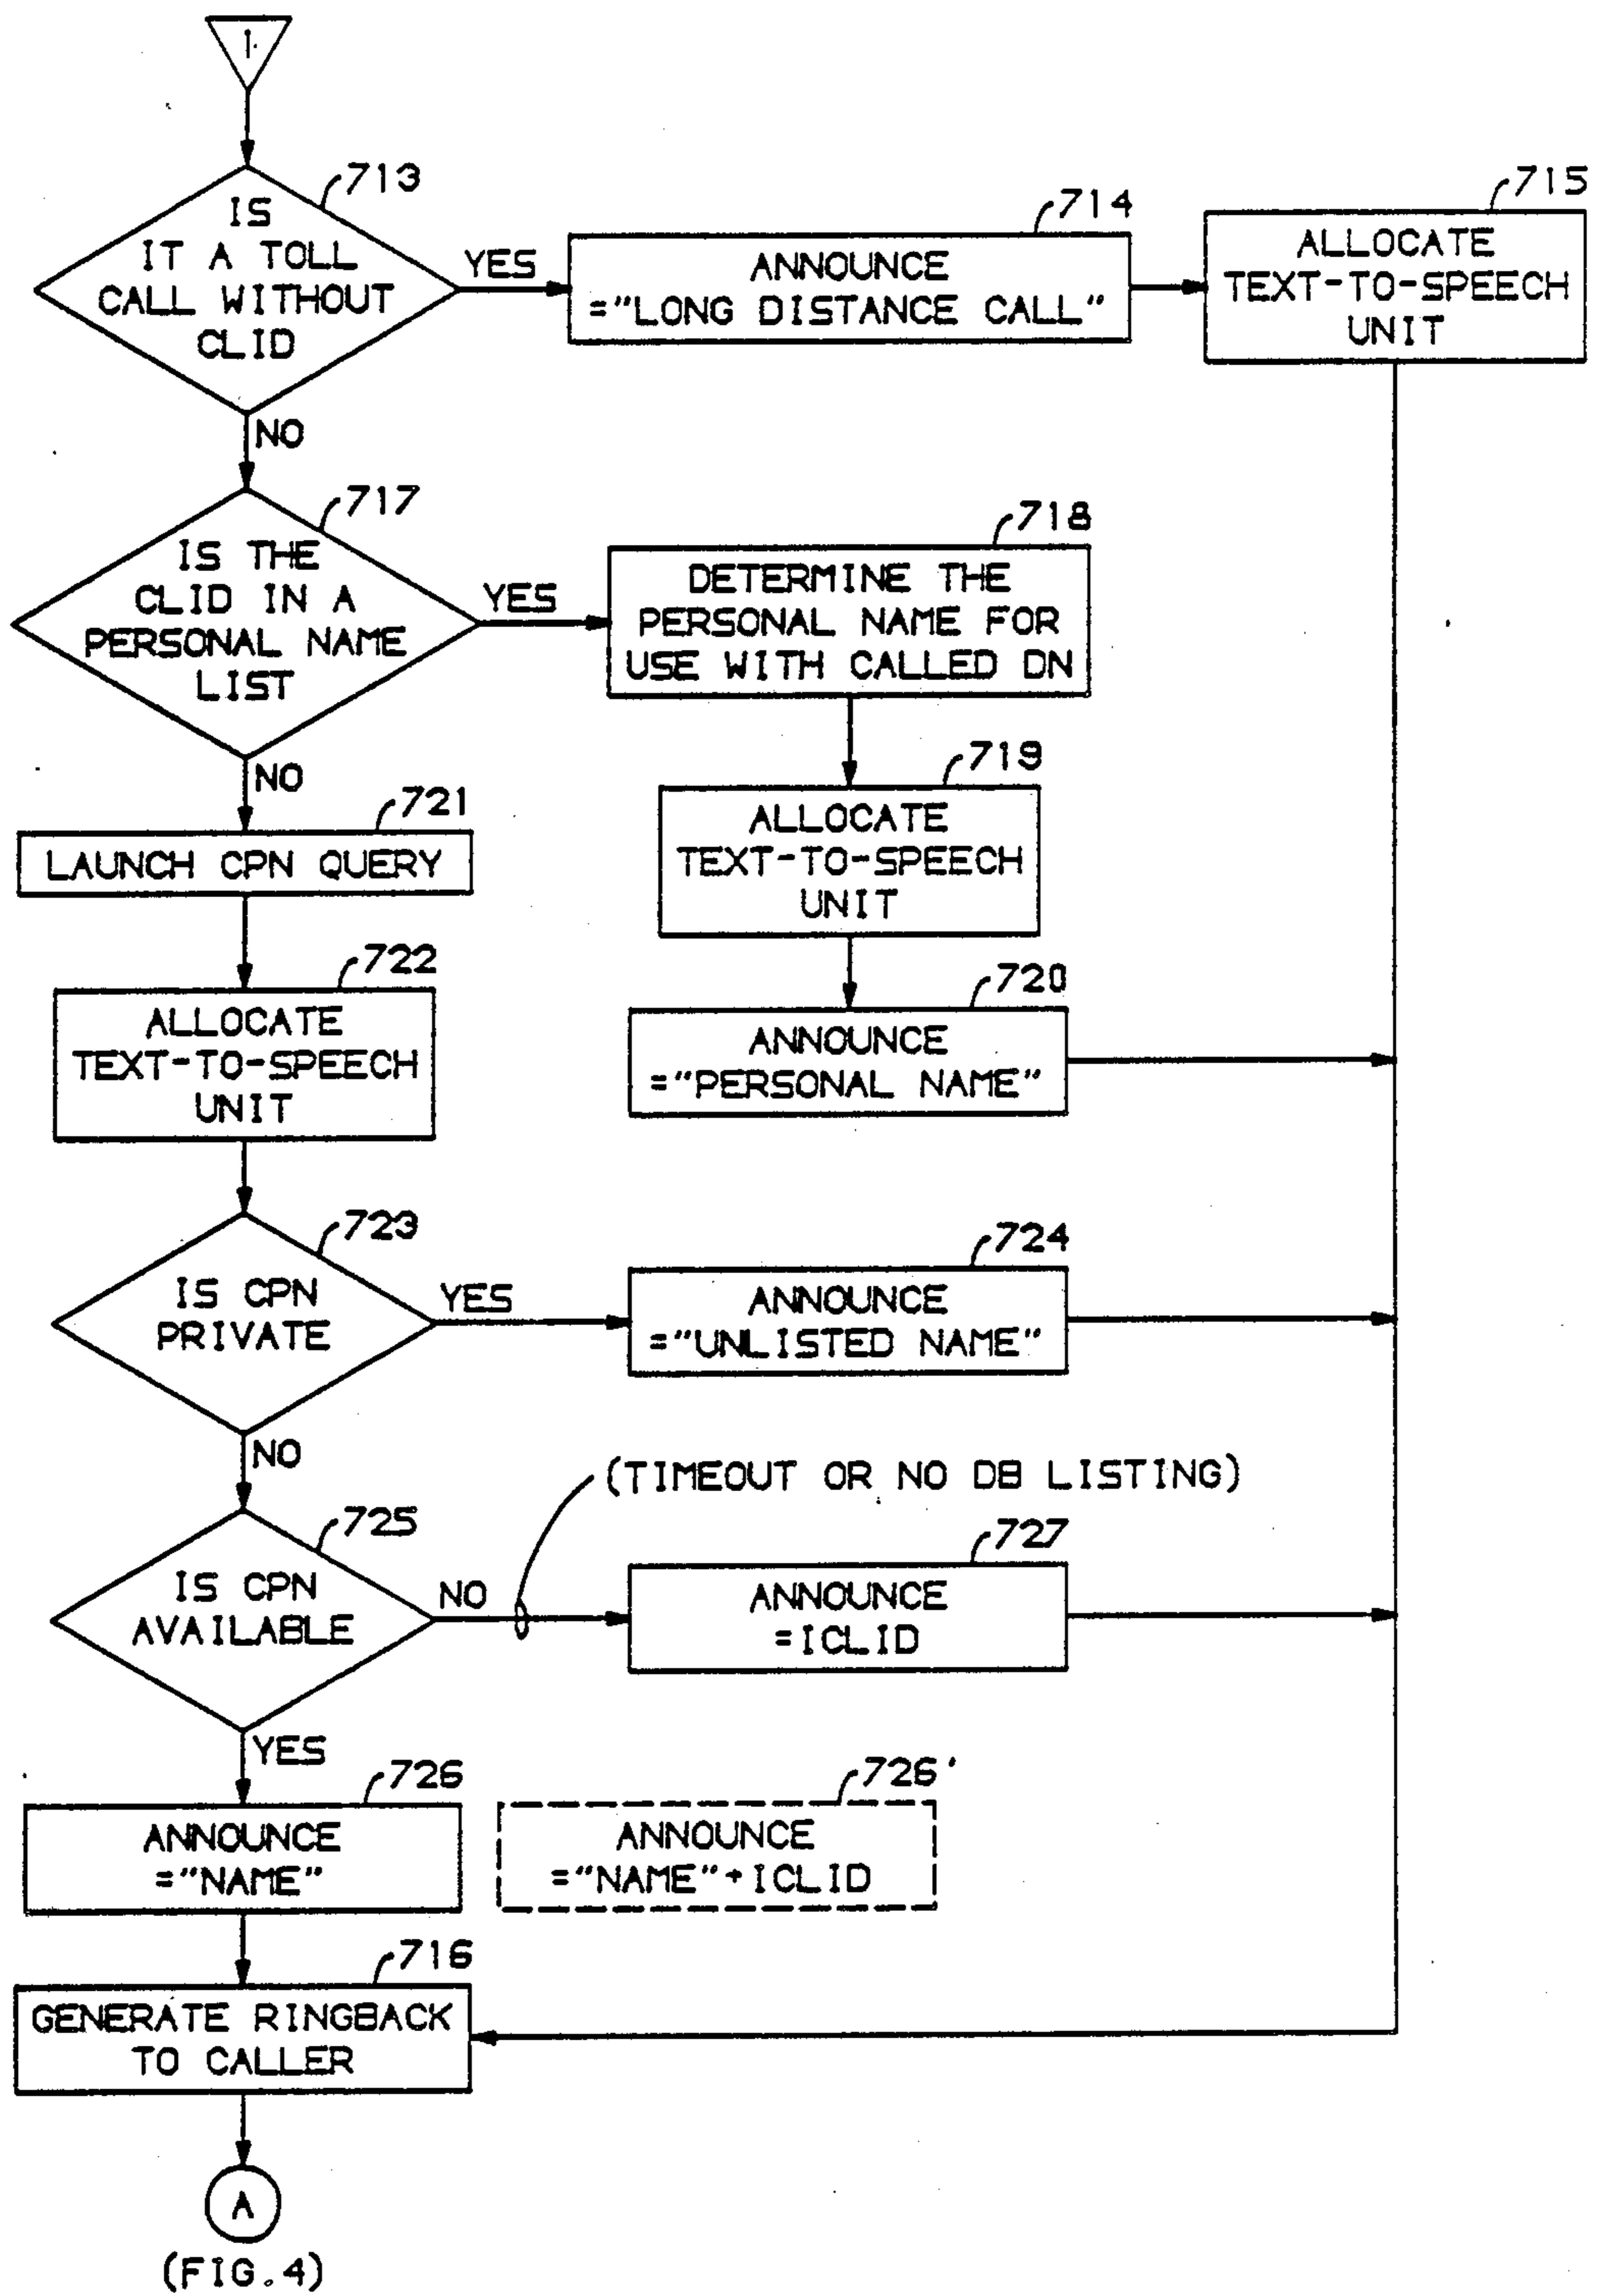 1
713
IS
IT A TOLL
CALL WITHOUT
CLID
YES
714
ANNOUNCE
="LONG DISTANCE CALL"
715
ALLOCATE
TEXT-TO-SPEECH
UNIT
NO
717
IS THE
CLID IN A
PERSONAL NAME
LIST
YES
718
DETERMINE THE
PERSONAL NAME FOR
USE WITH CALLED DN
NO
719
ALLOCATE
TEXT-TO-SPEECH
UNIT
721
LAUNCH CPN QUERY
722
ALLOCATE
TEXT-TO-SPEECH
UNIT
720
ANNOUNCE
="PERSONAL NAME"
723
IS CPN
PRIVATE
YES
724
ANNOUNCE
="UNLISTED NAME"
NO
(TIMEOUT OR NO DB LISTING)
725
IS CPN
AVAILABLE
NO
727
ANNOUNCE
=ICLID
YES
726
ANNOUNCE
="NAME"
726'
ANNOUNCE
="NAME"+ICLID
716
GENERATE RINGBACK
TO CALLER
A
(FIG.4)